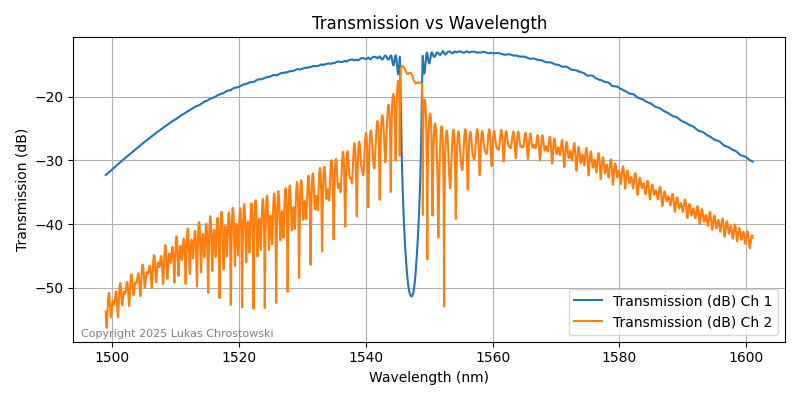 Transmission vs Wavelength
Transmission (dB)
−20
−30
−40
−50
Transmission (dB) Ch 1
Transmission (dB) Ch 2
Copyright 2025 Lukas Chrostowski
1500
1520
1540
1560
1580
1600
Wavelength (nm)